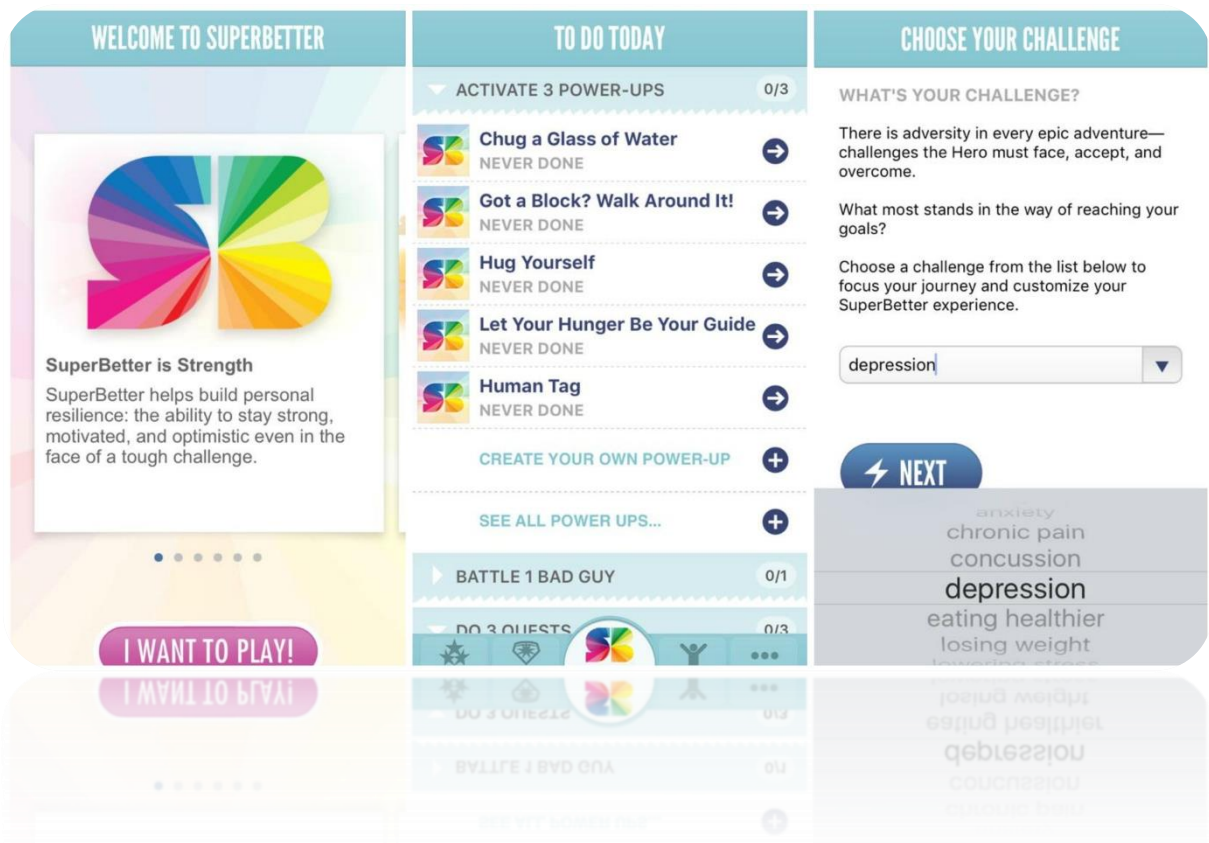 WELCOME TO SUPERBETTER
SB
SuperBetter is Strength
SuperBetter helps build personal
resilience: the ability to stay strong,
motivated, and optimistic even in the
face of a tough challenge.
I WANT TO PLAY!
TO DO TODAY
ACTIVATE 3 POWER-UPS 0/3
Chug a Glass of Water
NEVER DONE
Got a Block? Walk Around It!
NEVER DONE
Hug Yourself
NEVER DONE
Let Your Hunger Be Your Guide
NEVER DONE
Human Tag
NEVER DONE
CREATE YOUR OWN POWER-UP
SEE ALL POWER UPS...
BATTLE 1 BAD GUY 0/1
DO 3 QUESTS 0/3
CHOOSE YOUR CHALLENGE
WHAT'S YOUR CHALLENGE?
There is adversity in every epic adventure—
challenges the Hero must face, accept, and
overcome.
What most stands in the way of reaching your
goals?
Choose a challenge from the list below to
focus your journey and customize your
SuperBetter experience.
depression
NEXT
anxiety
chronic pain
concussion
depression
eating healthier
losing weight
lowering stress